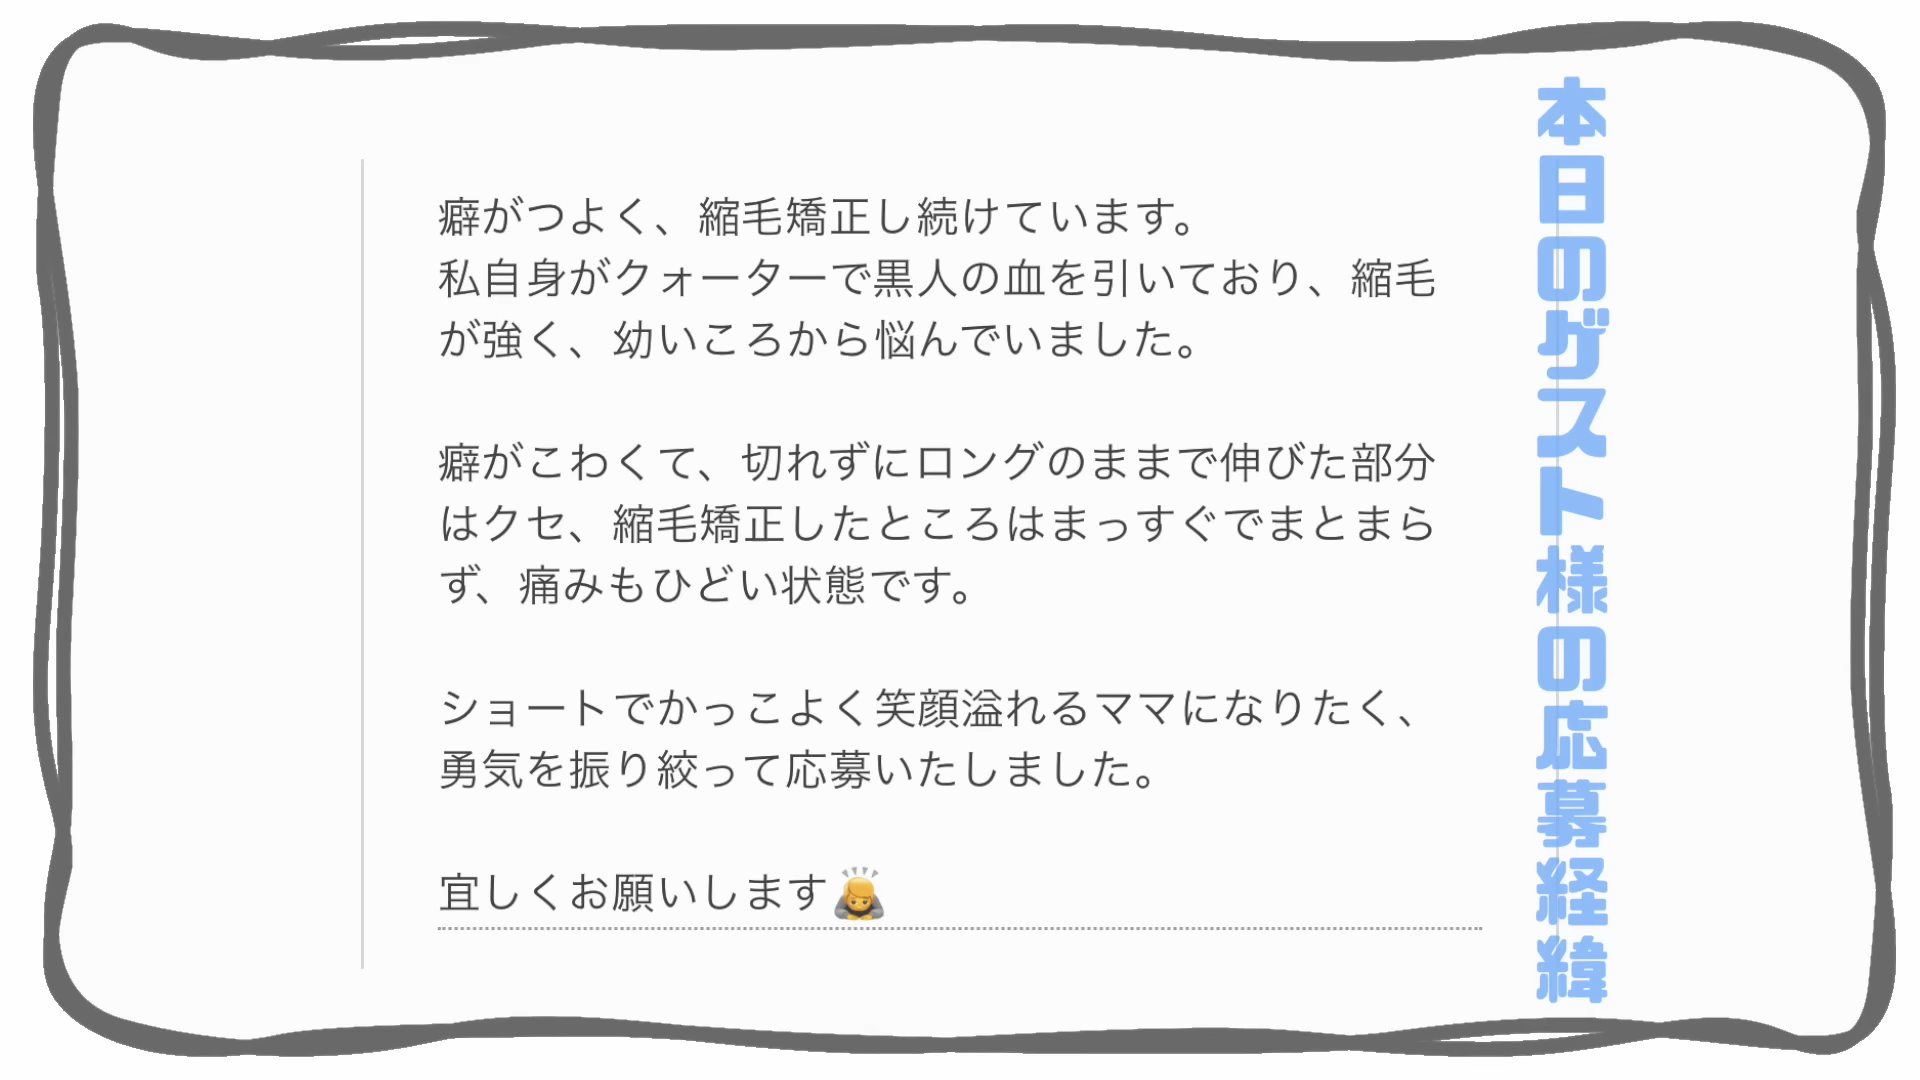 本日のゲスト様の応募経緯
癖がつよく、縮毛矯正し続けています。
私自身がクォーターで黒人の血を引いており、縮毛
が強く、幼いころから悩んでいました。
癖がこわくて、切れずにロングのままで伸びた部分
はクセ、縮毛矯正したところはまっすぐでまとまら
ず、痛みもひどい状態です。
ショートでかっこよく笑顔溢れるママになりたく、
勇気を振り絞って応募いたしました。
宜しくお願いします🙇